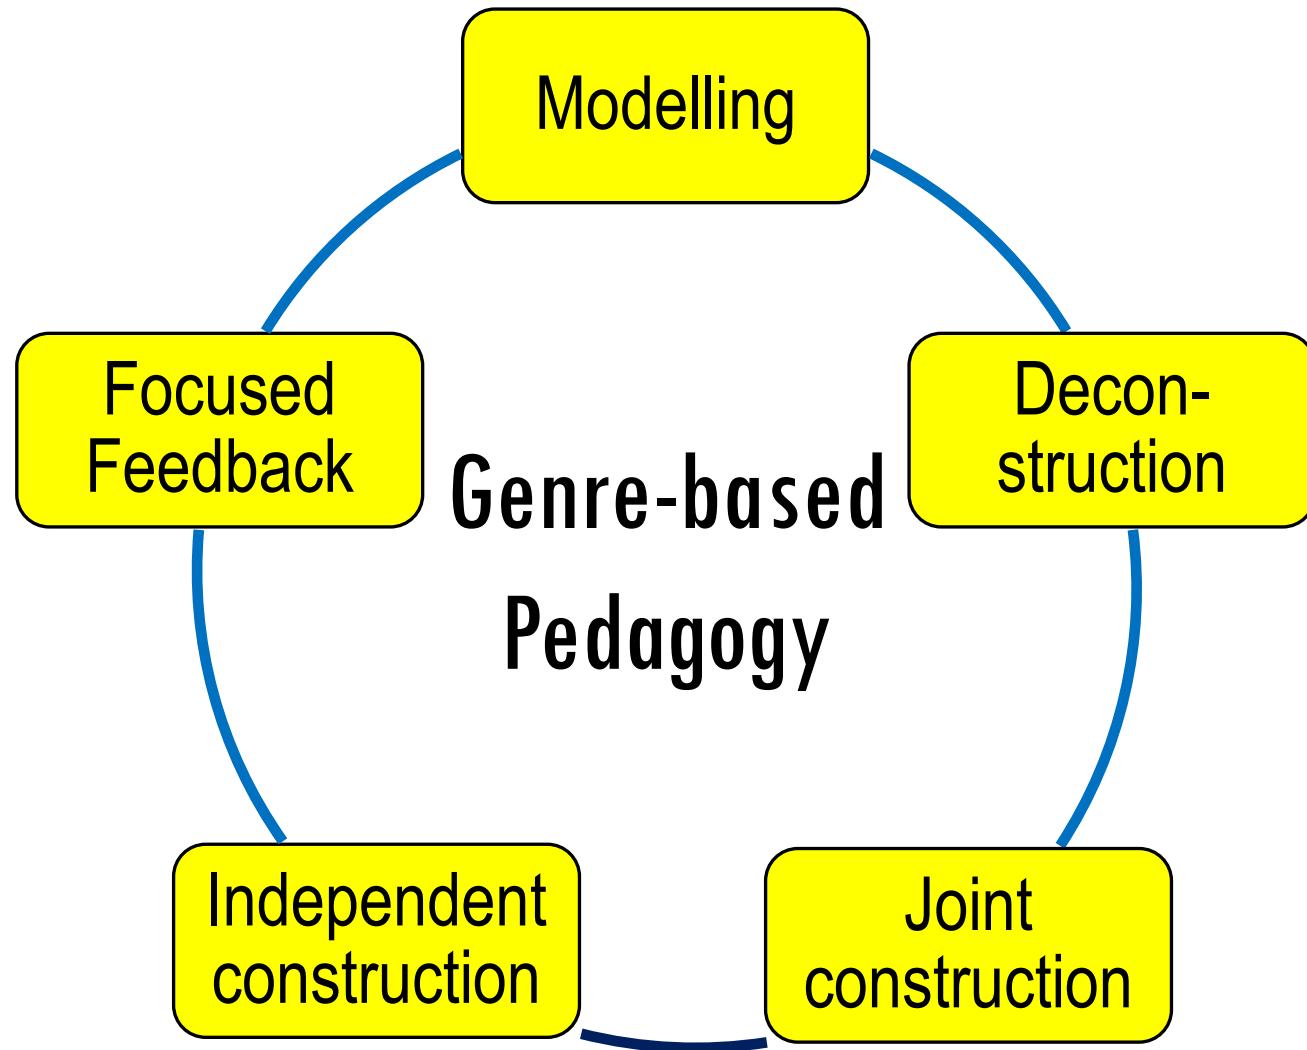 Modelling
Decon-
struction
Joint
construction
Independent
construction
Focused
Feedback
Genre-based
Pedagogy